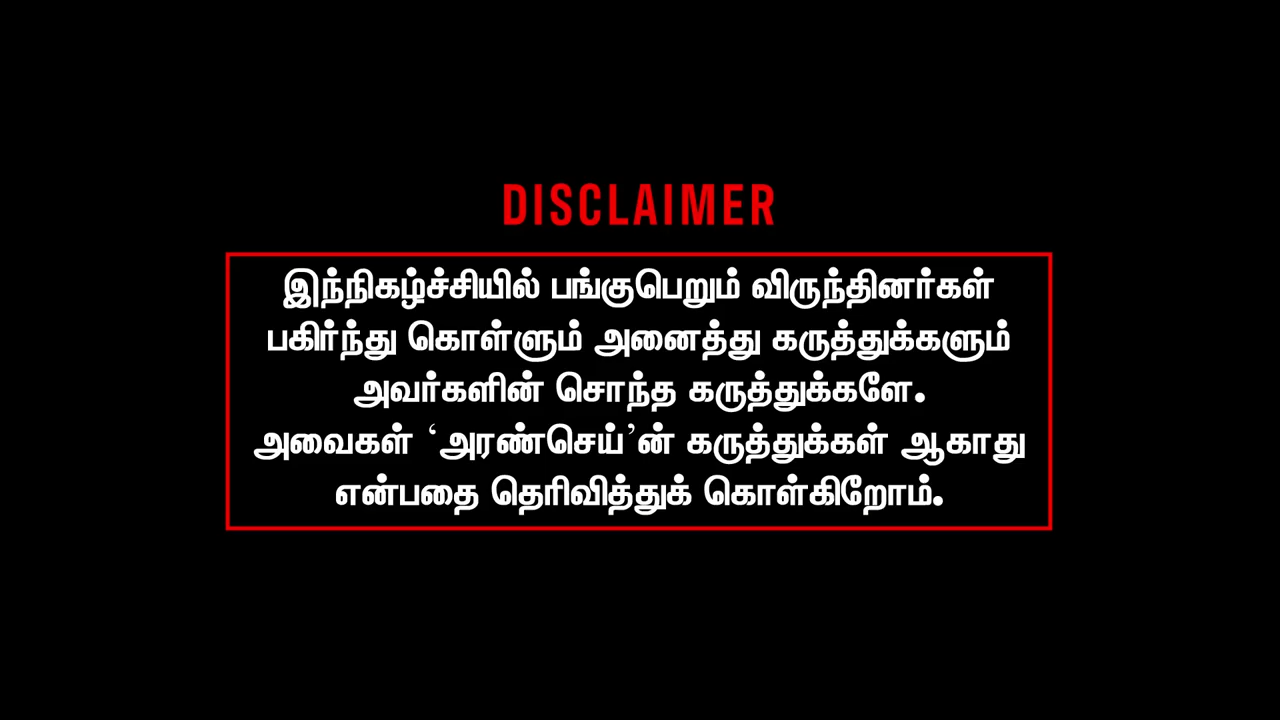 DISCLAIMER
இந்நிகழ்ச்சியில் பங்குபெறும் விருந்தினர்கள்
பகிர்ந்து கொள்ளும் அனைத்து கருத்துக்களும்
அவர்களின் சொந்த கருத்துக்களே.
அவைகள் ‘அரண்செய்’ன் கருத்துக்கள் ஆகாது
என்பதை தெரிவித்துக் கொள்கிறோம்.